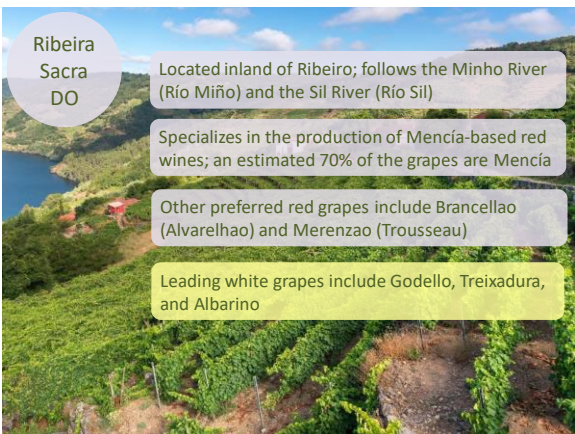 Ribeira
Sacra
DO
Located inland of Ribeiro; follows the Minho River
(Río Miño) and the Sil River (Río Sil)
Specializes in the production of Mencía-based red
wines; an estimated 70% of the grapes are Mencía
Other preferred red grapes include Brancellao
(Alvarelhao) and Merenzao (Trousseau)
Leading white grapes include Godello, Treixadura,
and Albarino